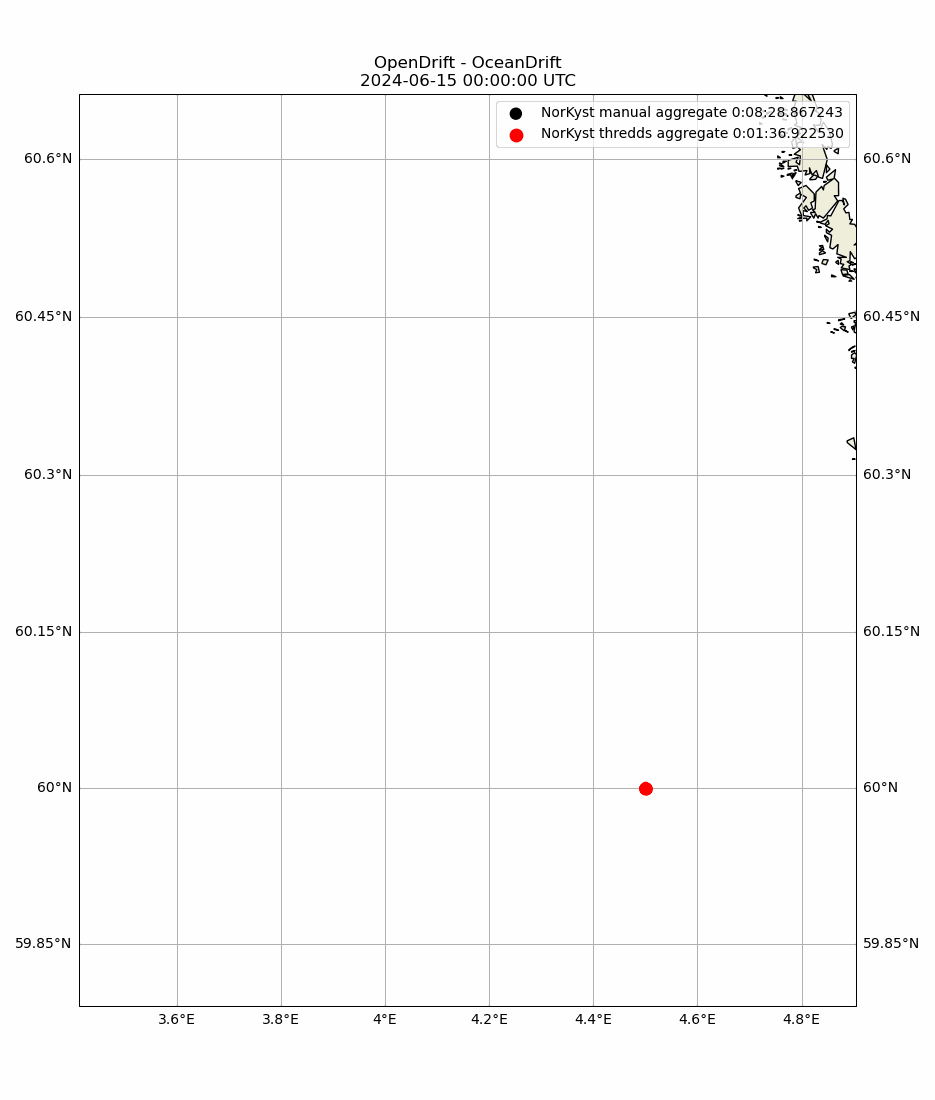 OpenDrift - OceanDrift
2024-06-15 00:00:00 UTC
NorKyst manual aggregate 0:08:28.867243
NorKyst thredds aggregate 0:01:36.922530
60.6°N 60.6°N
60.45°N 60.45°N
60.3°N 60.3°N
60.15°N 60.15°N
60°N 60°N
59.85°N 59.85°N
3.6°E 3.8°E 4°E 4.2°E 4.4°E 4.6°E 4.8°E